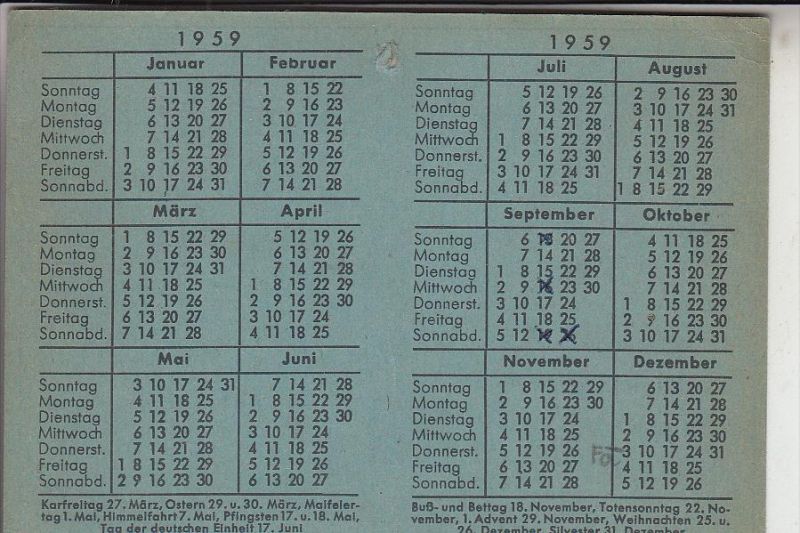 1959
Januar Februar
Sonntag 4 11 18 25 1 8 15 22
Montag 5 12 19 26 2 9 16 23
Dienstag 6 13 20 27 3 10 17 24
Mittwoch 7 14 21 28 4 11 18 25
Donnerst. 1 8 15 22 29 5 12 19 26
Freitag 2 9 16 23 30 6 13 20 27
Sonnabd. 3 10 17 24 31 7 14 21 28
März April
Sonntag 1 8 15 22 29 5 12 19 26
Montag 2 9 16 23 30 6 13 20 27
Dienstag 3 10 17 24 31 7 14 21 28
Mittwoch 4 11 18 25 1 8 15 22 29
Donnerst. 5 12 19 26 2 9 16 23 30
Freitag 6 13 20 27 3 10 17 24
Sonnabd. 7 14 21 28 4 11 18 25
Mai Juni
Sonntag 3 10 17 24 31 7 14 21 28
Montag 4 11 18 25 1 8 15 22 29
Dienstag 5 12 19 26 2 9 16 23 30
Mittwoch 6 13 20 27 3 10 17 24
Donnerst. 7 14 21 28 4 11 18 25
Freitag 1 8 15 22 29 5 12 19 26
Sonnabd. 2 9 16 23 30 6 13 20 27
Karfreitag 27. März, Ostern 29. u. 30. März, Maifeier-
tag 1. Mai, Himmelfahrt 7. Mai, Pfingsten 17. u. 18. Mai,
Tag der deutschen Einheit 17. Juni
1959
Juli August
Sonntag 5 12 19 26 2 9 16 23 30
Montag 6 13 20 27 3 10 17 24 31
Dienstag 7 14 21 28 4 11 18 25
Mittwoch 1 8 15 22 29 5 12 19 26
Donnerst. 2 9 16 23 30 6 13 20 27
Freitag 3 10 17 24 31 7 14 21 28
Sonnabd. 4 11 18 25 1 8 15 22 29
September Oktober
Sonntag 6 20 27 4 11 18 25
Montag 7 14 21 28 5 12 19 26
Dienstag 1 8 15 22 29 6 13 20 27
Mittwoch 2 9 23 30 7 14 21 28
Donnerst. 3 10 17 24 1 8 15 22 29
Freitag 4 11 18 25 2 9 16 23 30
Sonnabd. 5 12 3 10 17 24 31
November Dezember
Sonntag 1 8 15 22 29 6 13 20 27
Montag 2 9 16 23 30 7 14 21 28
Dienstag 3 10 17 24 1 8 15 22 29
Mittwoch 4 11 18 25 2 9 16 23 30
Donnerst. 5 12 19 26 3 10 17 24 31
Freitag 6 13 20 27 4 11 18 25
Sonnabd. 7 14 21 28 5 12 19 26
Buß- und Bettag 18. November, Totensonntag 22. No-
vember, 1. Advent 29. November, Weihnachten 25. u.
26. Dezember, Silvester 31. Dezember